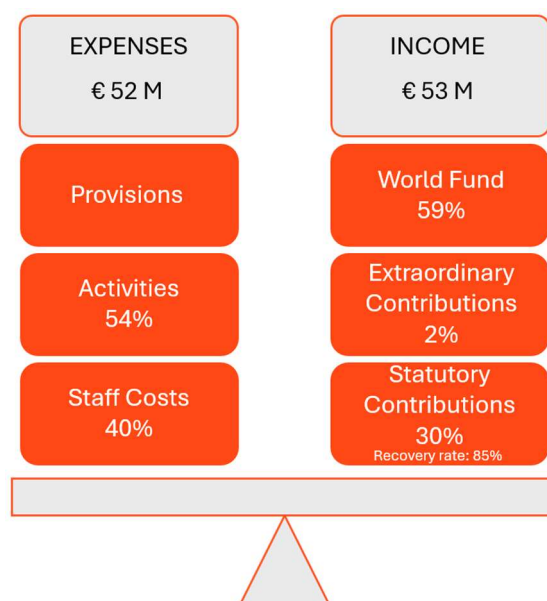 EXPENSES
€ 52 M
Provisions
Activities
54%
Staff Costs
40%
INCOME
€ 53 M
World Fund
59%
Extraordinary
Contributions
2%
Statutory
Contributions
30%
Recovery rate: 85%